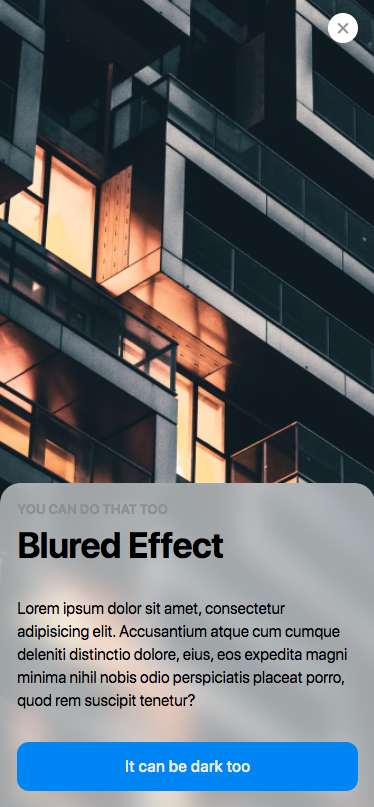 YOU CAN DO THAT TOO
Blured Effect
Lorem ipsum dolor sit amet, consectetur
adipisicing elit. Accusantium atque cum cumque
deleniti distinctio dolore, eius, eos expedita magni
minima nihil nobis odio perspiciatis placeat porro,
quod rem suscipit tenetur?
It can be dark too